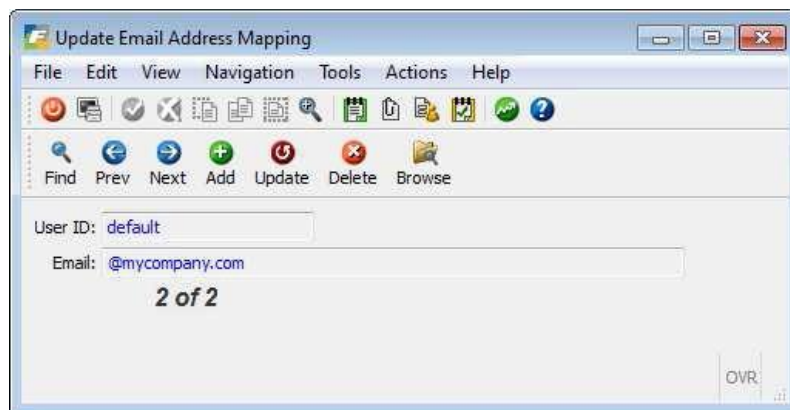 Update Email Address Mapping
File Edit View Navigation Tools Actions Help
Find Prev Next Add Update Delete Browse
User ID: default
Email: @mycompany.com
2 of 2
OVR